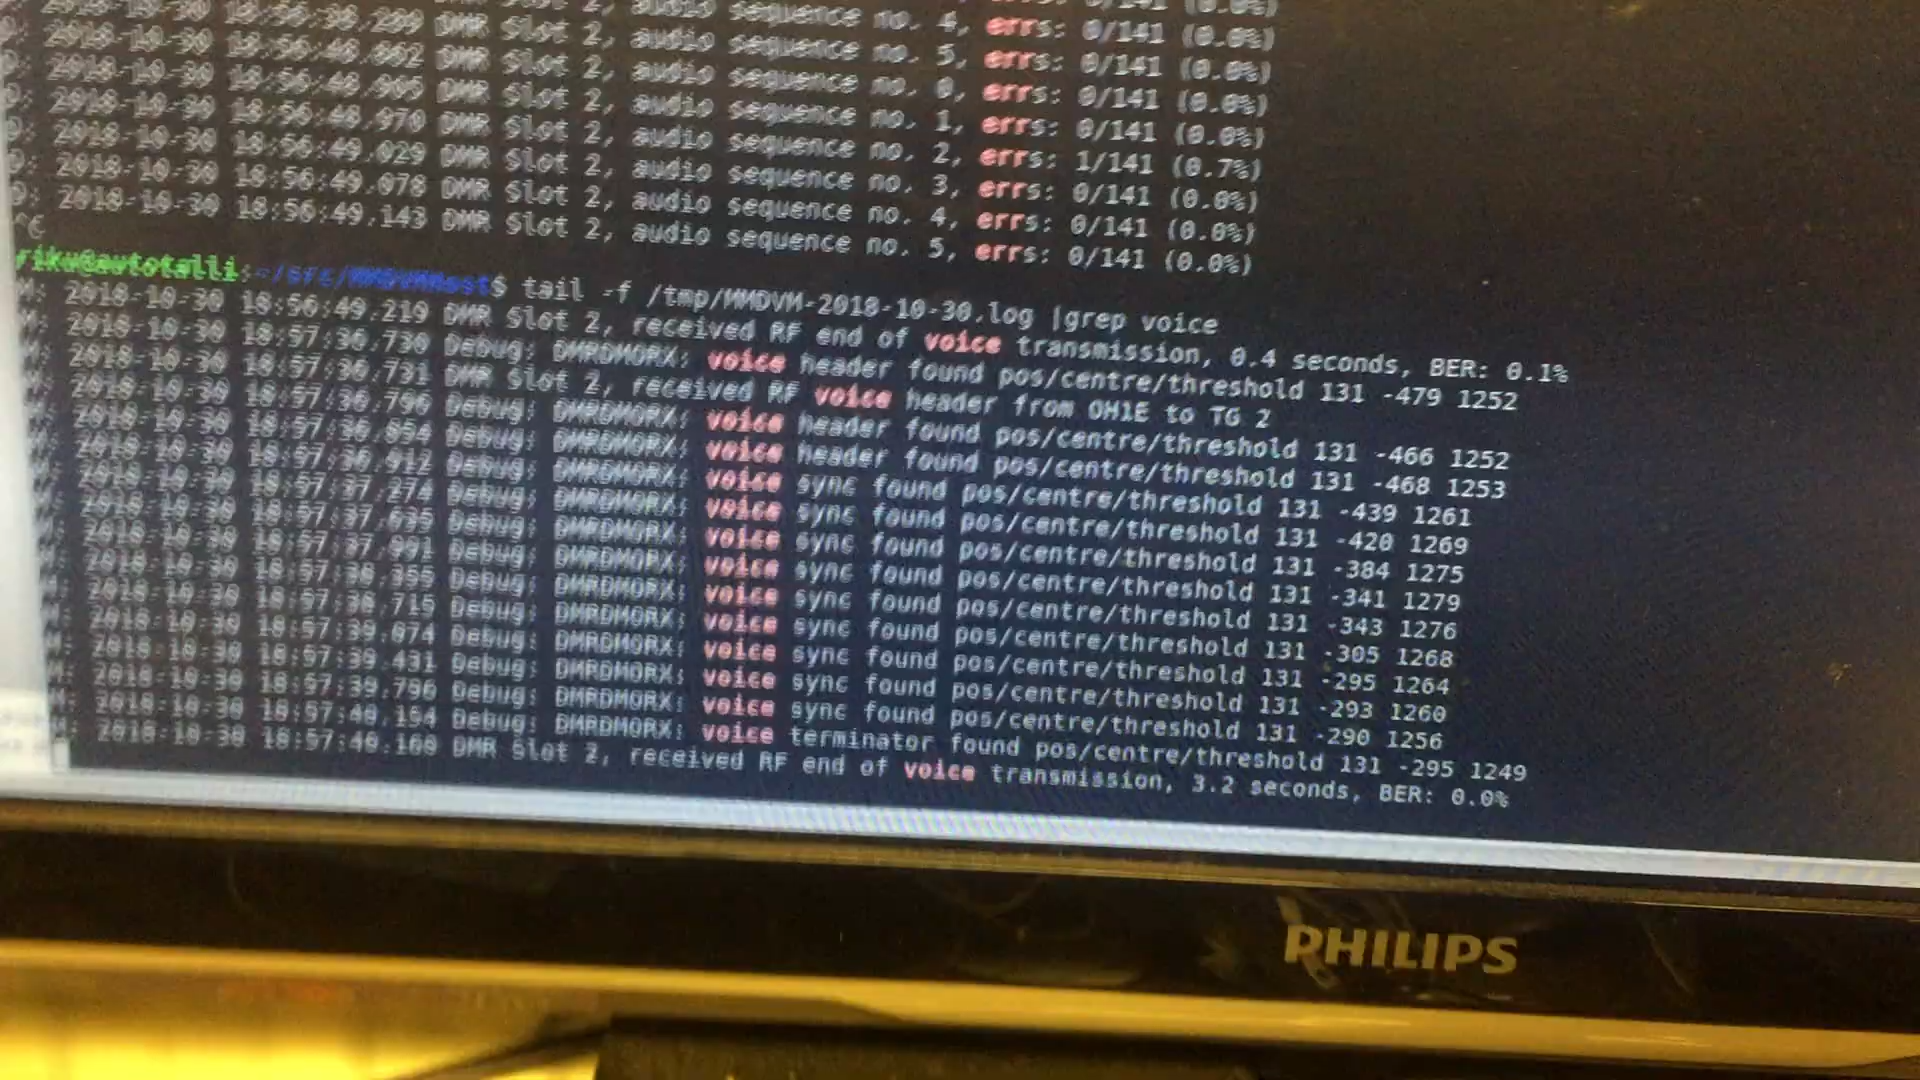 DMR Slot 2, audio sequence no. 4, errs: 0/141 (0.0%)
2018-10-30 18:56:48. DMR Slot 2, audio sequence no. 5, errs: 0/141 (0.0%)
2018-10-30 18:56:48.905 DMR Slot 2, audio sequence no. 0, errs: 0/141 (0.0%)
2018-10-30 18:56:48.970 DMR Slot 2, audio sequence no. 1, errs: 0/141 (0.0%)
2018-10-30 18:56:49.029 DMR Slot 2, audio sequence no. 2, errs: 1/141 (0.7%)
2018-10-30 18:56:49.078 DMR Slot 2, audio sequence no. 3, errs: 0/141 (0.0%)
D: 2018-10-30 18:56:49.143 DMR Slot 2, audio sequence no. 4, errs: 0/141 (0.0%)
DMR Slot 2, audio sequence no. 5, errs: 0/141 (0.0%)
^C
riku@autotalli:~/src/MMDVMHost$ tail -f /tmp/MMDVM-2018-10-30.log |grep voice
M: 2018-10-30 18:56:49.219 DMR Slot 2, received RF end of voice transmission, 0.4 seconds, BER: 0.1%
M: 2018-10-30 18:57:36.730 Debug: DMRDMORX: voice header found pos/centre/threshold 131 -479 1252
M: 2018-10-30 18:57:36.731 DMR Slot 2, received RF voice header from OH1E to TG 2
M: 2018-10-30 18:57:36.796 Debug: DMRDMORX: voice header found pos/centre/threshold 131 -466 1252
M: 2018-10-30 18:57:36.854 Debug: DMRDMORX: voice header found pos/centre/threshold 131 -468 1253
M: 2018-10-30 18:57:36.912 Debug: DMRDMORX: voice sync found pos/centre/threshold 131 -439 1261
M: 2018-10-30 18:57:37.274 Debug: DMRDMORX: voice sync found pos/centre/threshold 131 -420 1269
M: 2018-10-30 18:57:37.635 Debug: DMRDMORX: voice sync found pos/centre/threshold 131 -384 1275
M: 2018-10-30 18:57:37.991 Debug: DMRDMORX: voice sync found pos/centre/threshold 131 -341 1279
M: 2018-10-30 18:57:38.355 Debug: DMRDMORX: voice sync found pos/centre/threshold 131 -343 1276
M: 2018-10-30 18:57:38.715 Debug: DMRDMORX: voice sync found pos/centre/threshold 131 -305 1268
M: 2018-10-30 18:57:39.074 Debug: DMRDMORX: voice sync found pos/centre/threshold 131 -295 1264
M: 2018-10-30 18:57:39.431 Debug: DMRDMORX: voice sync found pos/centre/threshold 131 -293 1260
M: 2018-10-30 18:57:39.796 Debug: DMRDMORX: voice sync found pos/centre/threshold 131 -290 1256
M: 2018-10-30 18:57:40.154 Debug: DMRDMORX: voice terminator found pos/centre/threshold 131 -295 1249
M: 2018-10-30 18:57:40.160 DMR Slot 2, received RF end of voice transmission, 3.2 seconds, BER: 0.0%
PHILIPS